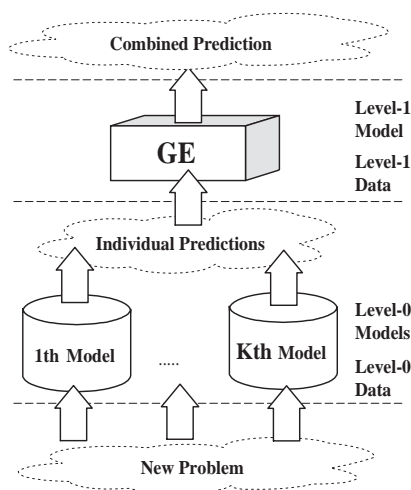 Combined Prediction
Level-1
Model
GE
Level-1
Data
Individual Predictions
Level-0
Models
1th Model
.....
Kth Model
Level-0
Data
New Problem